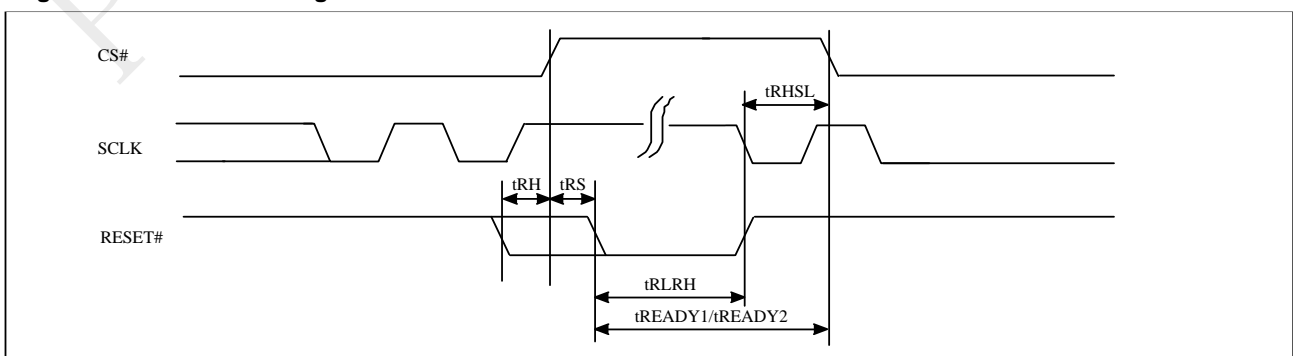 CS#
tRHSL
SCLK
tRH tRS
RESET#
tRLRH
tREADY1/tREADY2